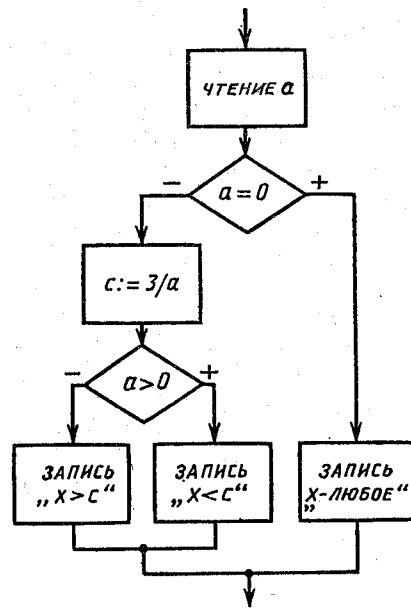 ЧТЕНИЕ a
a = 0
− +
c := 3/a
a > 0
− +
ЗАПИСЬ
„X > C“
ЗАПИСЬ
„X < C“
ЗАПИСЬ
„X-ЛЮБОЕ“